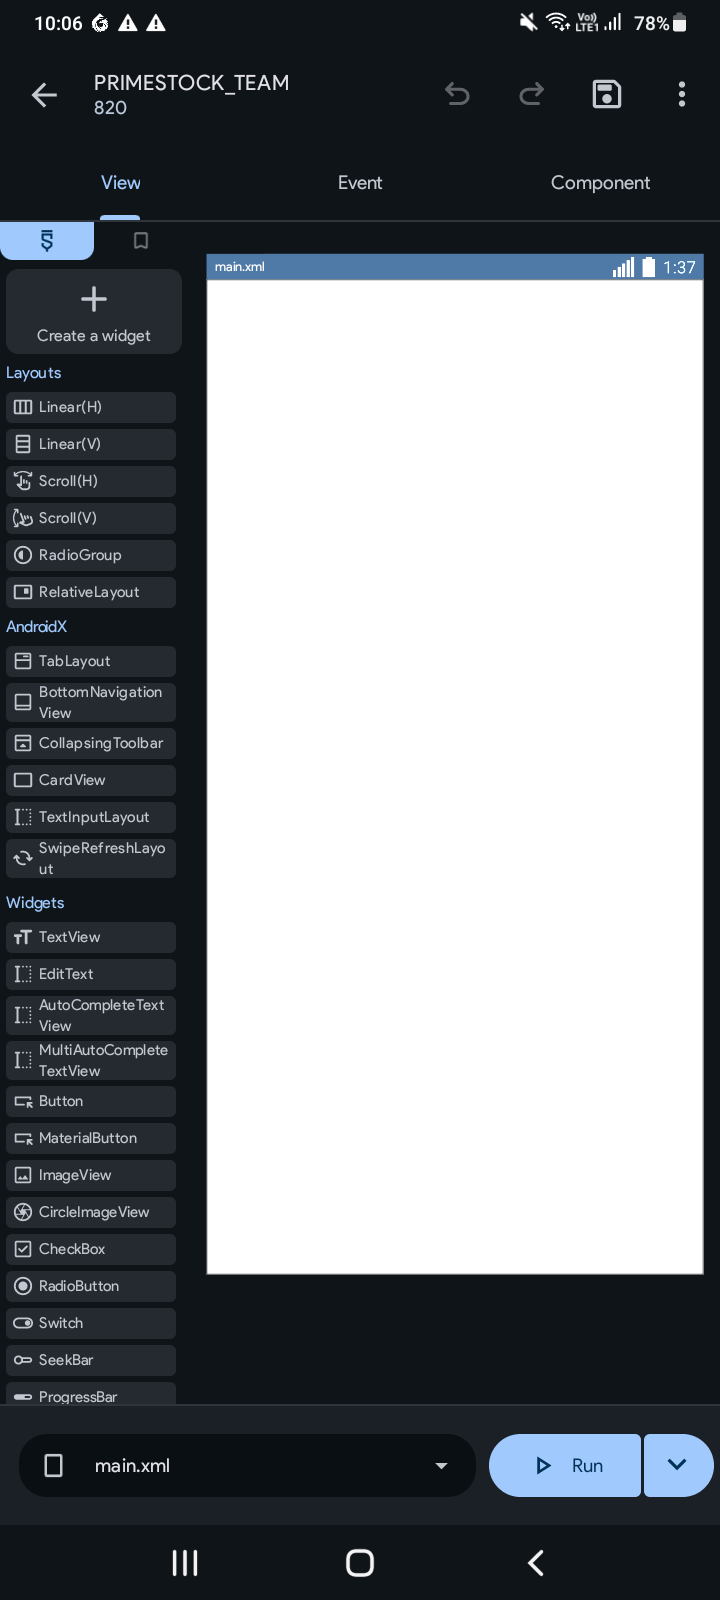 10:06
Vo)) LTE1
78%
PRIMESTOCK_TEAM
820
View
Event
Component
Create a widget
Layouts
Linear(H)
Linear(V)
Scroll(H)
Scroll(V)
RadioGroup
RelativeLayout
AndroidX
TabLayout
BottomNavigation
View
CollapsingToolbar
CardView
TextInputLayout
SwipeRefreshLayo
ut
Widgets
TextView
EditText
AutoCompleteText
View
MultiAutoComplete
TextView
Button
MaterialButton
ImageView
CircleImageView
CheckBox
RadioButton
Switch
SeekBar
ProgressBar
main.xml
1:37
main.xml
Run